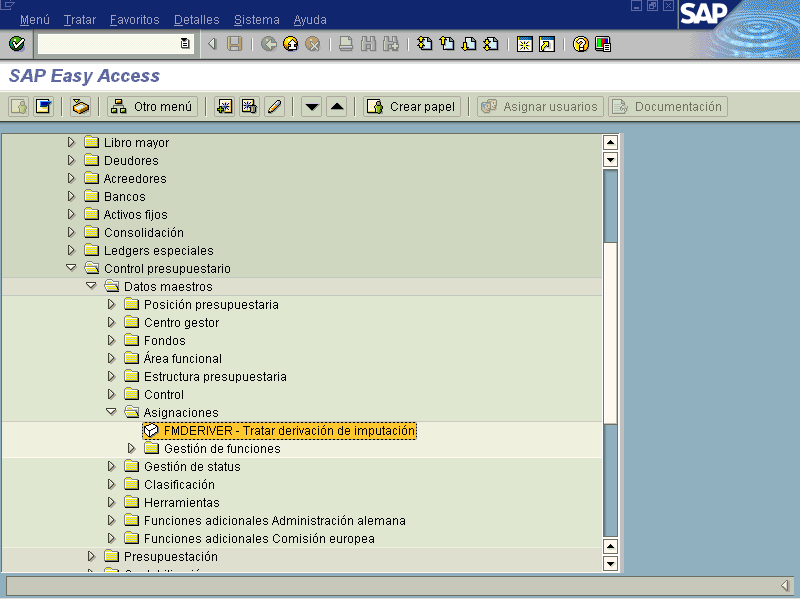 Menú Tratar Favoritos Detalles Sistema Ayuda
SAP
SAP Easy Access
Otro menú Crear papel Asignar usuarios Documentación
Libro mayor
Deudores
Acreedores
Bancos
Activos fijos
Consolidación
Ledgers especiales
Control presupuestario
Datos maestros
Posición presupuestaria
Centro gestor
Fondos
Área funcional
Estructura presupuestaria
Control
Asignaciones
FMDERIVER - Tratar derivación de imputación
Gestión de funciones
Gestión de status
Clasificación
Herramientas
Funciones adicionales Administración alemana
Funciones adicionales Comisión europea
Presupuestación